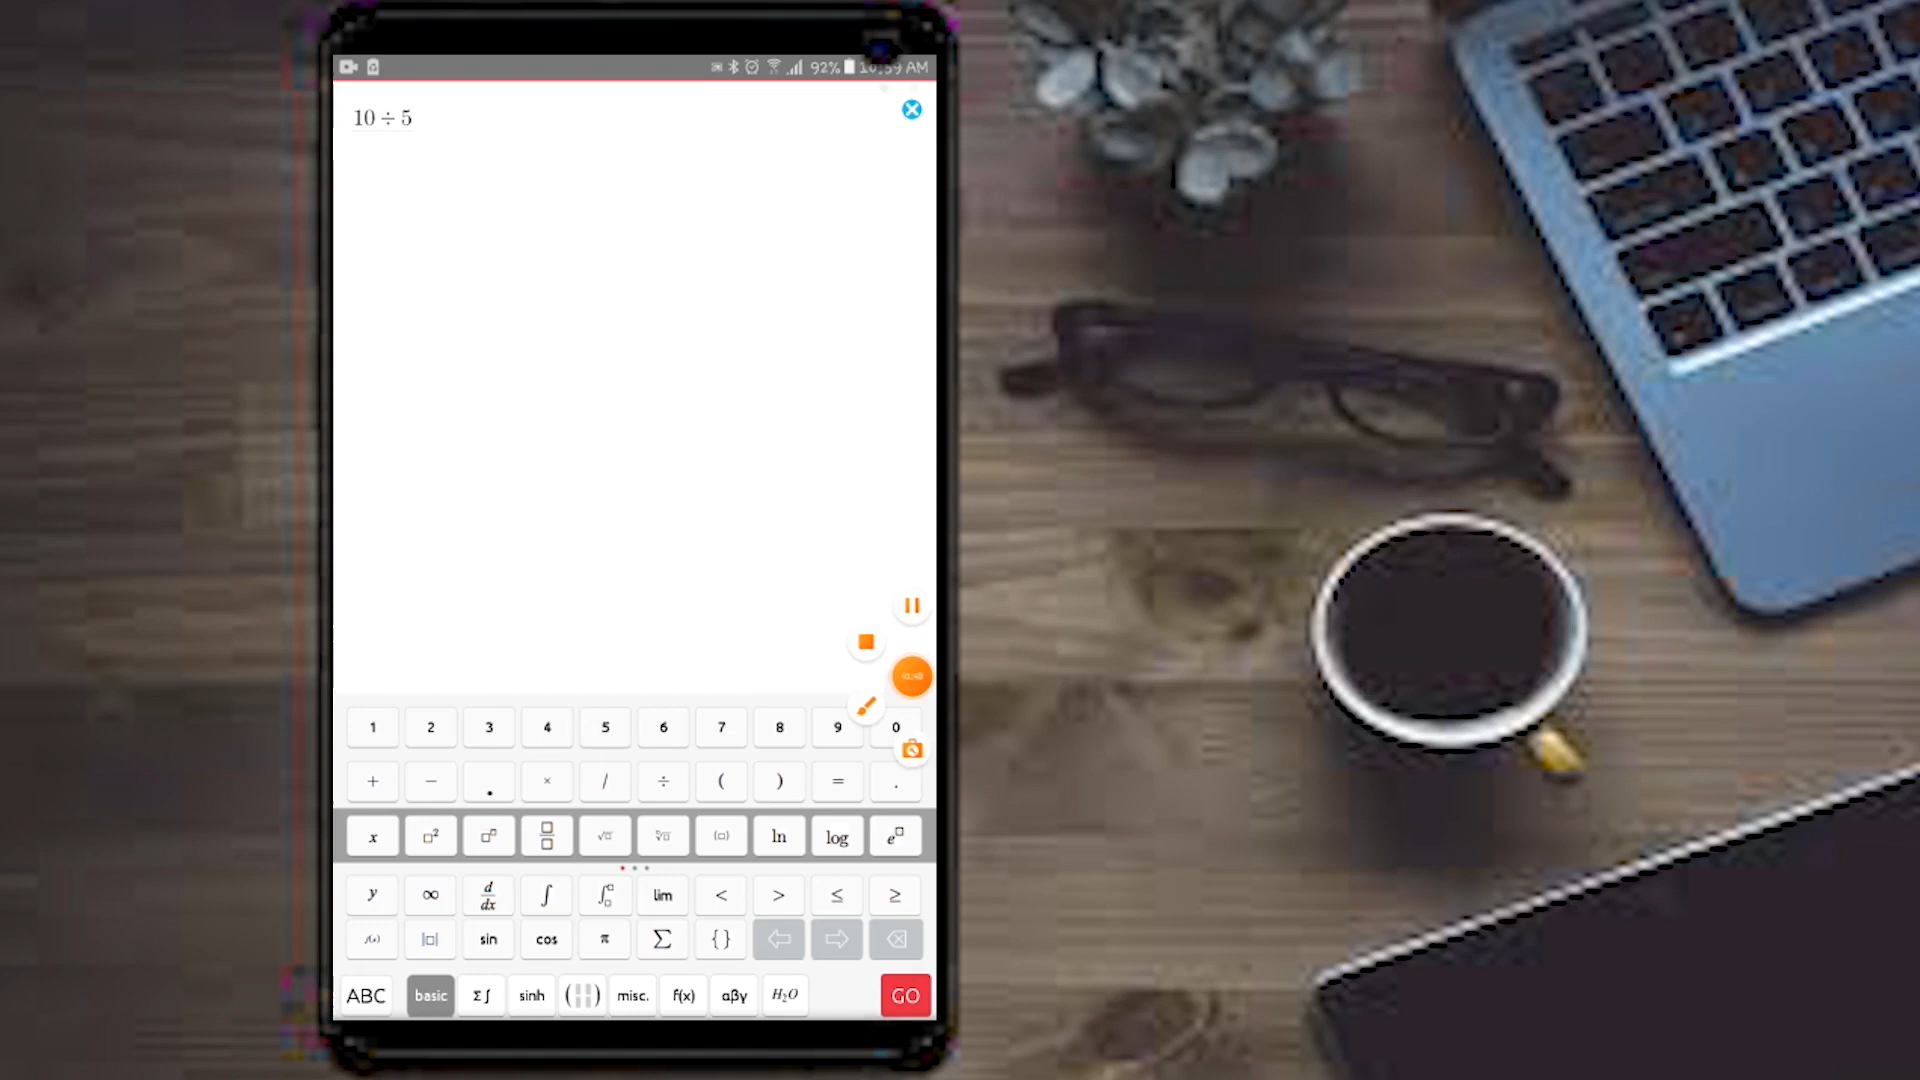 92% 10:59 AM
10 ÷ 5
1 2 3 4 5 6 7 8 9 0
+ − . × / ÷ ( ) = .
x □² □^□ □/□ √□ ⁿ√□ (□) ln log e^□
y ∞ d/dx ∫ ∫ lim < > ≤ ≥
f(x) |□| sin cos π Σ { }
ABC basic Σ∫ sinh (    ) misc. f(x) αβγ H₂O GO